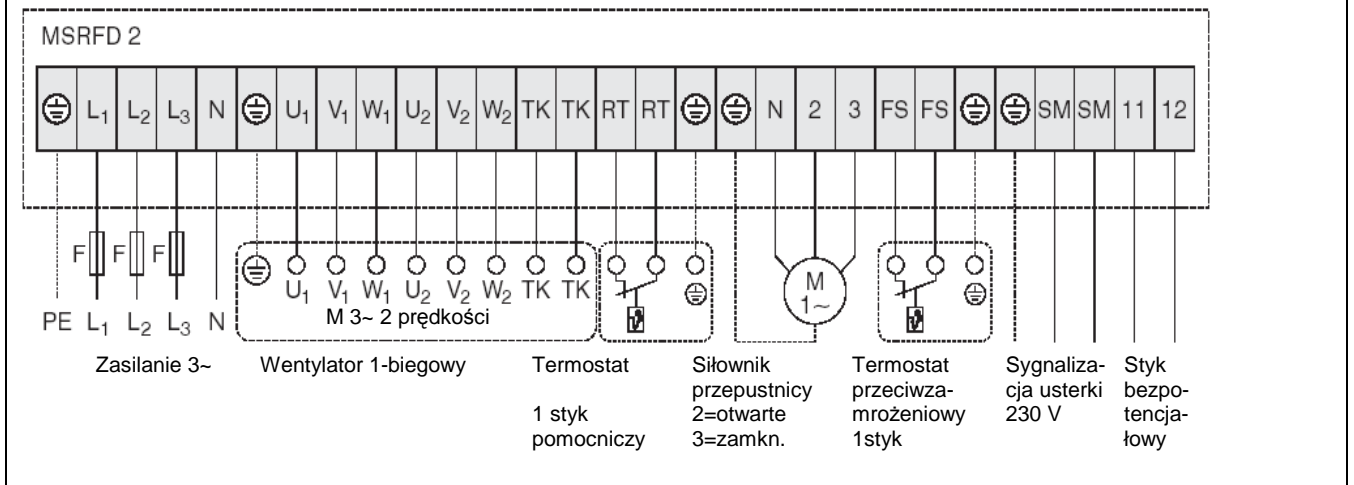 MSRFD 2
L1 L2 L3 N U1 V1 W1 U2 V2 W2 TK TK RT RT N 2 3 FS FS SM SM 11 12
F F F
U1 V1 W1 U2 V2 W2 TK TK
M 3~ 2 prędkości
M
1~
PE L1 L2 L3 N
Zasilanie 3~
Wentylator 1-biegowy
Termostat
1 styk
pomocniczy
Siłownik
przepustnicy
2=otwarte
3=zamkn.
Termostat
przeciwza-
mrożeniowy
1styk
Sygnaliza-
cja usterki
230 V
Styk
bezpo-
tencja-
łowy